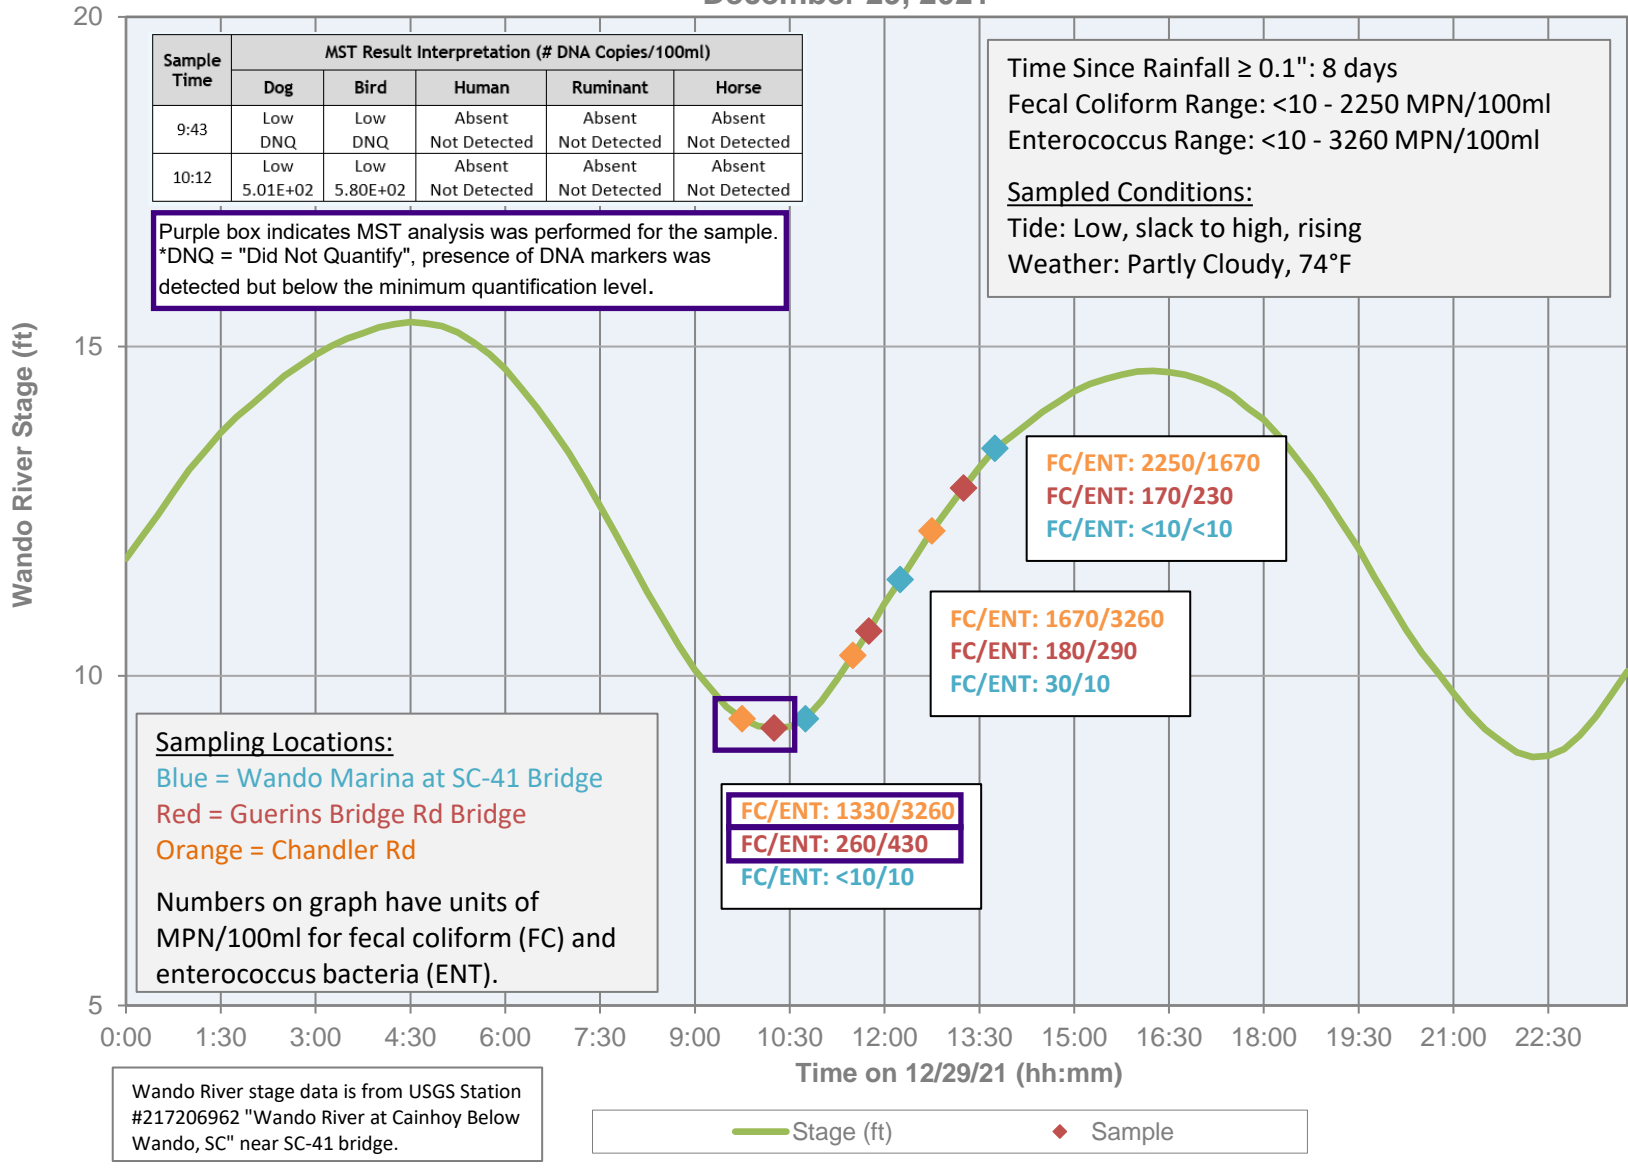 20
Sample Time
MST Result Interpretation (# DNA Copies/100ml)
Dog Bird Human Ruminant Horse
9:43
Low Low Absent Absent Absent
DNQ DNQ Not Detected Not Detected Not Detected
10:12
Low Low Absent Absent Absent
5.01E+02 5.80E+02 Not Detected Not Detected Not Detected
Purple box indicates MST analysis was performed for the sample.
*DNQ = "Did Not Quantify", presence of DNA markers was
detected but below the minimum quantification level.
Time Since Rainfall ≥ 0.1": 8 days
Fecal Coliform Range: <10 - 2250 MPN/100ml
Enterococcus Range: <10 - 3260 MPN/100ml
Sampled Conditions:
Tide: Low, slack to high, rising
Weather: Partly Cloudy, 74°F
Wando River Stage (ft)
15
FC/ENT: 2250/1670
FC/ENT: 170/230
FC/ENT: <10/<10
FC/ENT: 1670/3260
FC/ENT: 180/290
FC/ENT: 30/10
10
FC/ENT: 1330/3260
FC/ENT: 260/430
FC/ENT: <10/10
Sampling Locations:
Blue = Wando Marina at SC-41 Bridge
Red = Guerins Bridge Rd Bridge
Orange = Chandler Rd
Numbers on graph have units of
MPN/100ml for fecal coliform (FC) and
enterococcus bacteria (ENT).
5
0:00 1:30 3:00 4:30 6:00 7:30 9:00 10:30 12:00 13:30 15:00 16:30 18:00 19:30 21:00 22:30
Time on 12/29/21 (hh:mm)
Wando River stage data is from USGS Station
#217206962 "Wando River at Cainhoy Below
Wando, SC" near SC-41 bridge.
Stage (ft) Sample